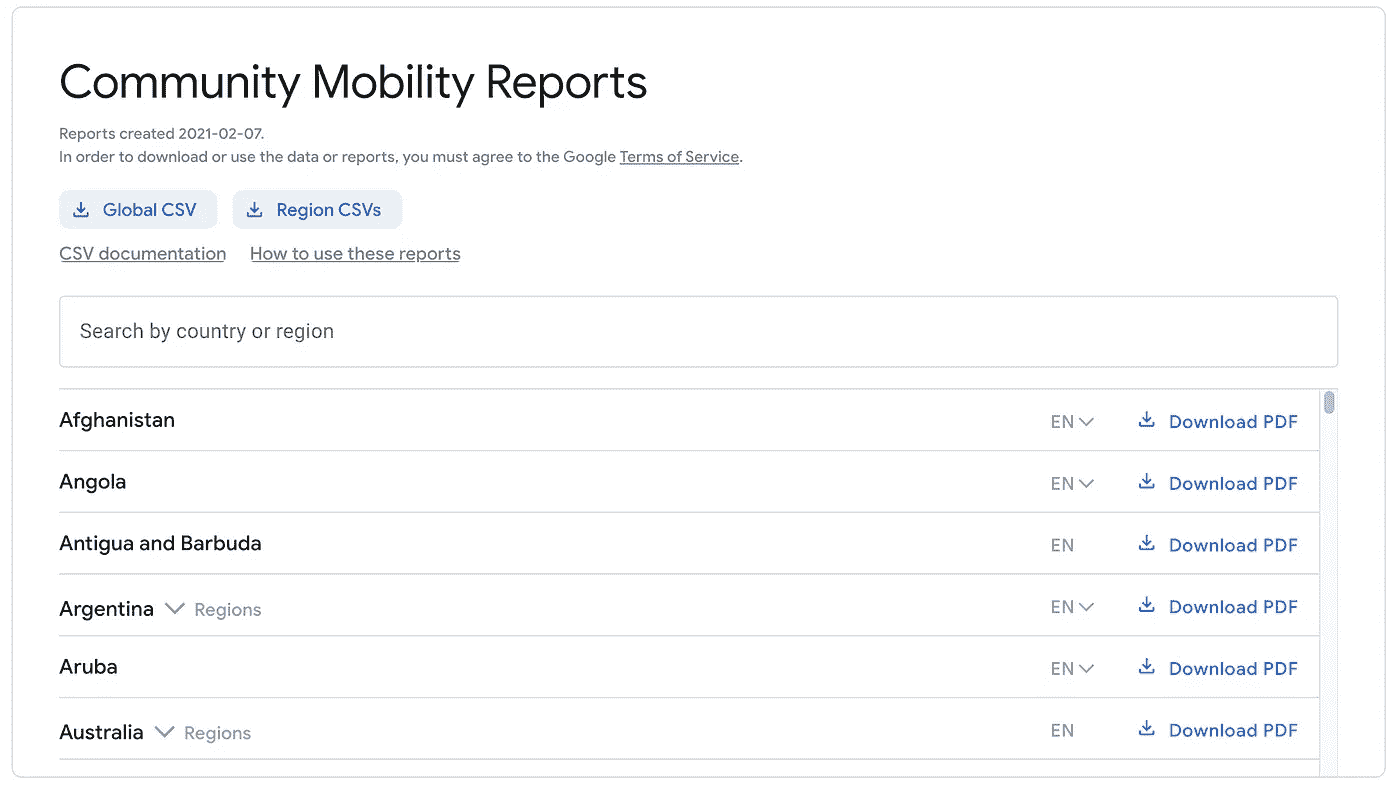 Community Mobility Reports
Reports created 2021-02-07.
In order to download or use the data or reports, you must agree to the Google Terms of Service.
Global CSV Region CSVs
CSV documentation How to use these reports
Search by country or region
Afghanistan EN Download PDF
Angola EN Download PDF
Antigua and Barbuda EN Download PDF
Argentina Regions EN Download PDF
Aruba EN Download PDF
Australia Regions EN Download PDF